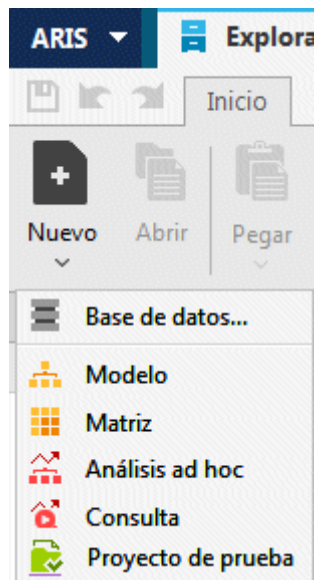 ARIS
Explora
Inicio
Nuevo
Abrir
Pegar
Base de datos...
Modelo
Matriz
Análisis ad hoc
Consulta
Proyecto de prueba